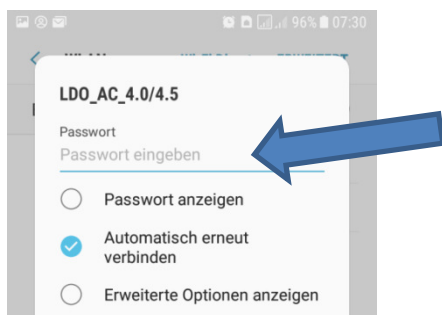 96% 07:30
LDO_AC_4.0/4.5
Passwort
Passwort eingeben
Passwort anzeigen
Automatisch erneut
verbinden
Erweiterte Optionen anzeigen